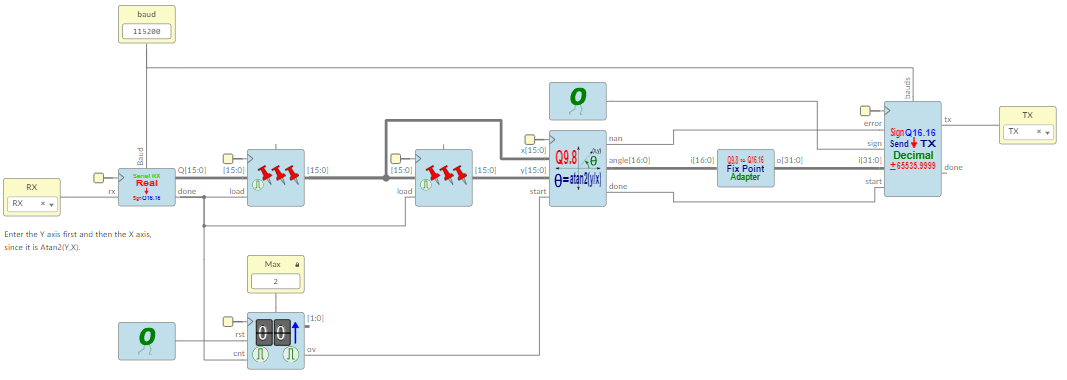 baud
115200
bauds
0
error
tx
TX
TX
SignQ16.16
Send TX
Decimal
±65535.9999
sign
i[31:0]
start
done
nan
x[15:0]
Q9.8
θ
θ=atan2(y/x)
angle[16:0]
y[15:0]
start
done
i[16:0]
Q8.8 to Q16.16
Fix Point
Adapter
o[31:0]
Baud
Serial RX
Real
SgnQ16.16
rx
Q[15:0]
done
[15:0]
load
[15:0]
[15:0]
load
[15:0]
RX
RX
Enter the Y axis first and then the X axis,
since it is Atan2(Y,X).
Max
2
0
rst
cnt
00
[1:0]
ov